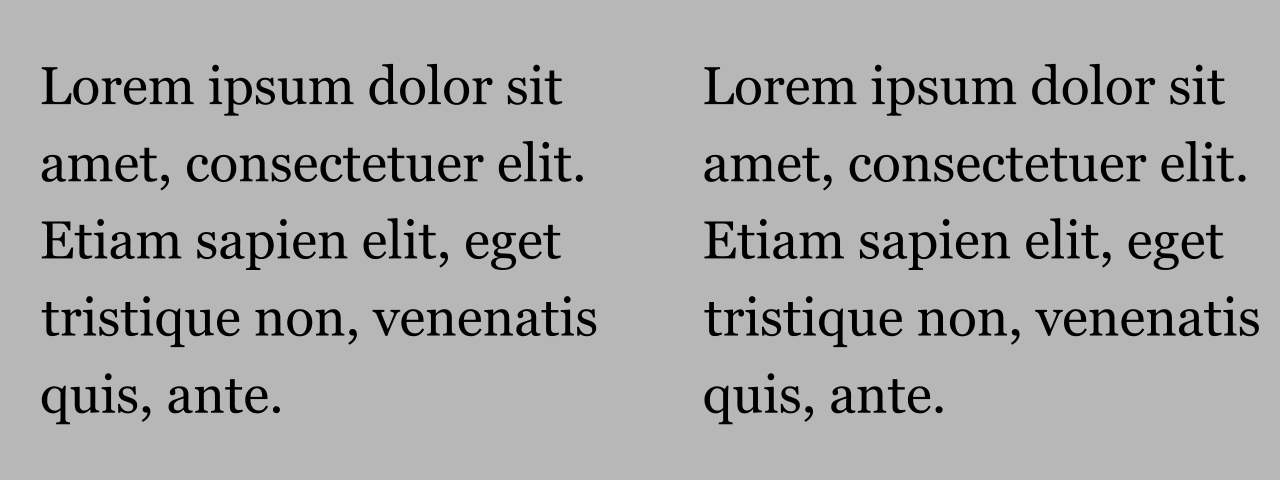 Lorem ipsum dolor sit
amet, consectetuer elit.
Etiam sapien elit, eget
tristique non, venenatis
quis, ante.
Lorem ipsum dolor sit
amet, consectetuer elit.
Etiam sapien elit, eget
tristique non, venenatis
quis, ante.